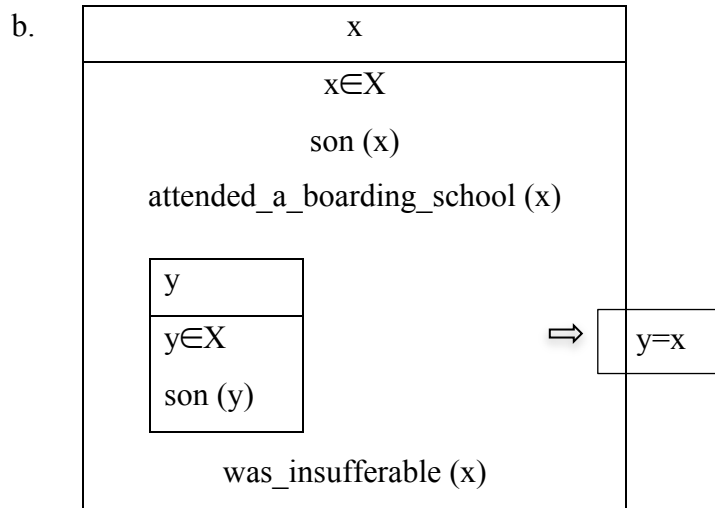 b.
x
x∈X
son (x)
attended_a_boarding_school (x)
y
y∈X
⇨ y=x
son (y)
was_insufferable (x)